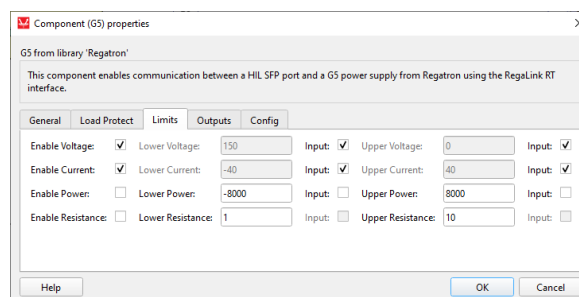 Component (G5) properties
G5 from library 'Regatron'
This component enables communication between a HIL SFP port and a G5 power supply from Regatron using the RegaLink RT
interface.
General Load Protect Limits Outputs Config
Enable Voltage: Lower Voltage: 150 Input: Upper Voltage: 0 Input:
Enable Current: Lower Current: -40 Input: Upper Current: 40 Input:
Enable Power: Lower Power: -8000 Input: Upper Power: 8000 Input:
Enable Resistance: Lower Resistance: 1 Input: Upper Resistance: 10 Input:
Help OK Cancel